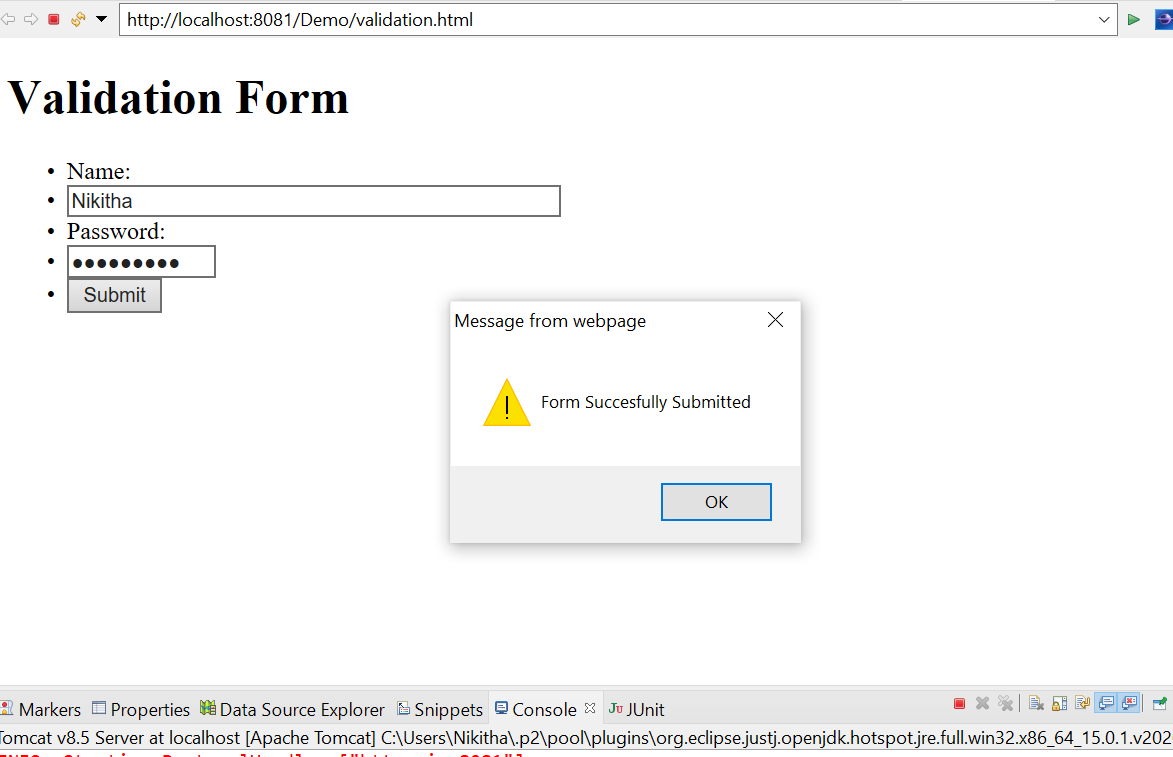 http://localhost:8081/Demo/validation.html
Validation Form
• Name:
• Nikitha
• Password:
• ●●●●●●●●●
• Submit
Message from webpage
Form Succesfully Submitted
OK
Markers Properties Data Source Explorer Snippets Console JUnit
Tomcat v8.5 Server at localhost [Apache Tomcat] C:\Users\Nikitha\.p2\pool\plugins\org.eclipse.justj.openjdk.hotspot.jre.full.win32.x86_64_15.0.1.v202